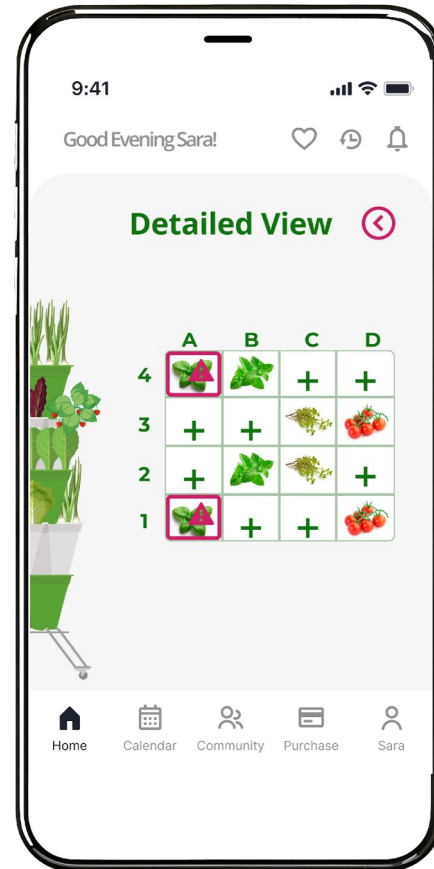 9:41
Good Evening Sara!
Detailed View
A B C D
4 + +
3 + +
2 + +
1 + +
Home Calendar Community Purchase Sara